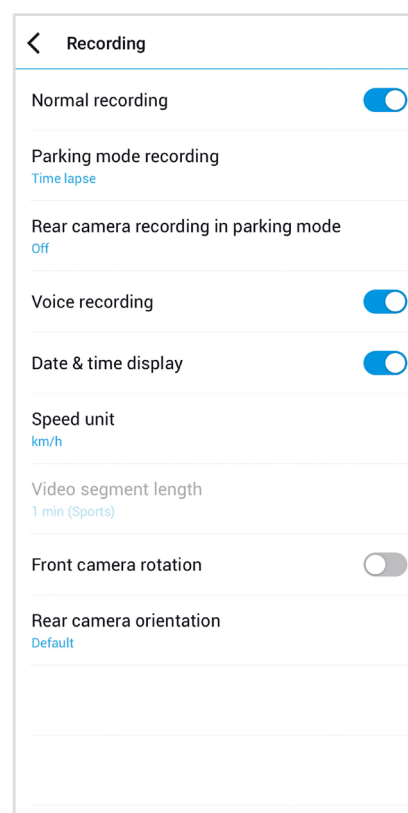 Recording
Normal recording
Parking mode recording
Time lapse
Rear camera recording in parking mode
Off
Voice recording
Date & time display
Speed unit
km/h
Video segment length
1 min (Sports)
Front camera rotation
Rear camera orientation
Default